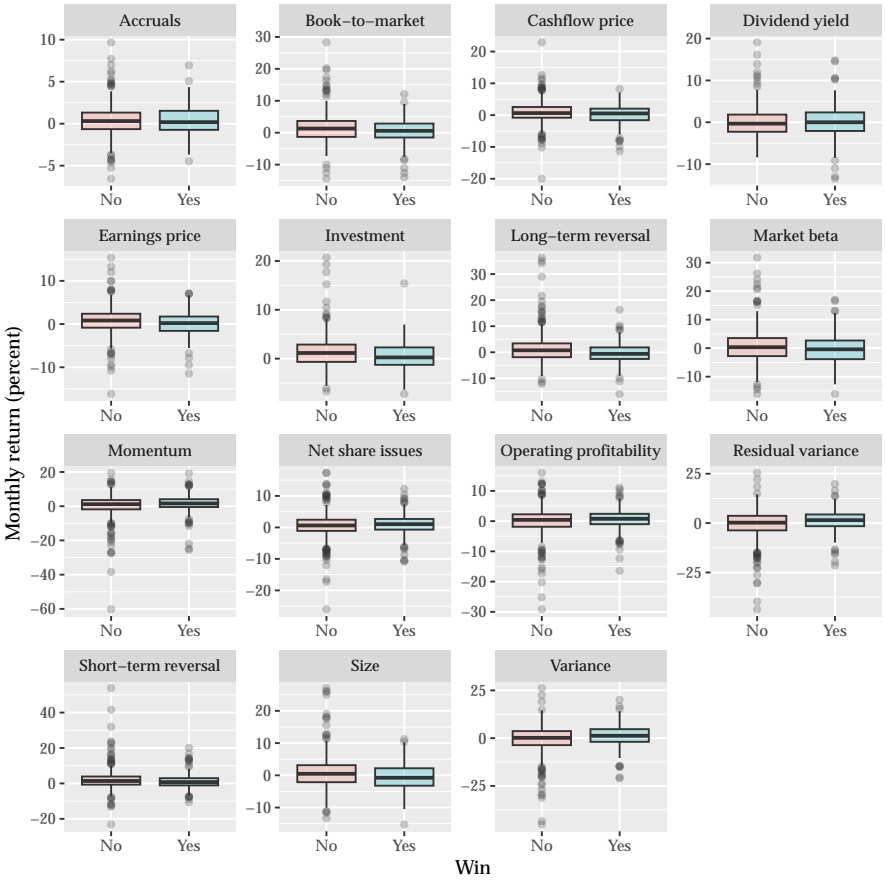 Accruals Book−to−market Cashflow price Dividend yield
10 5 0 −5
30 20 10 0 −10
20 10 0 −10 −20
20 10 0 −10
No Yes No Yes No Yes No Yes
Earnings price Investment Long−term reversal Market beta
10 0 −10
20 10 0
30 20 10 0 −10
30 20 10 0 −10
No Yes No Yes No Yes No Yes
Monthly return (percent)
Momentum Net share issues Operating profitability Residual variance
20 0 −20 −40 −60
10 0 −10 −20
10 0 −10 −20 −30
25 0 −25
No Yes No Yes No Yes No Yes
Short−term reversal Size Variance
40 20 0 −20
20 10 0 −10
25 0 −25
No Yes No Yes No Yes
Win